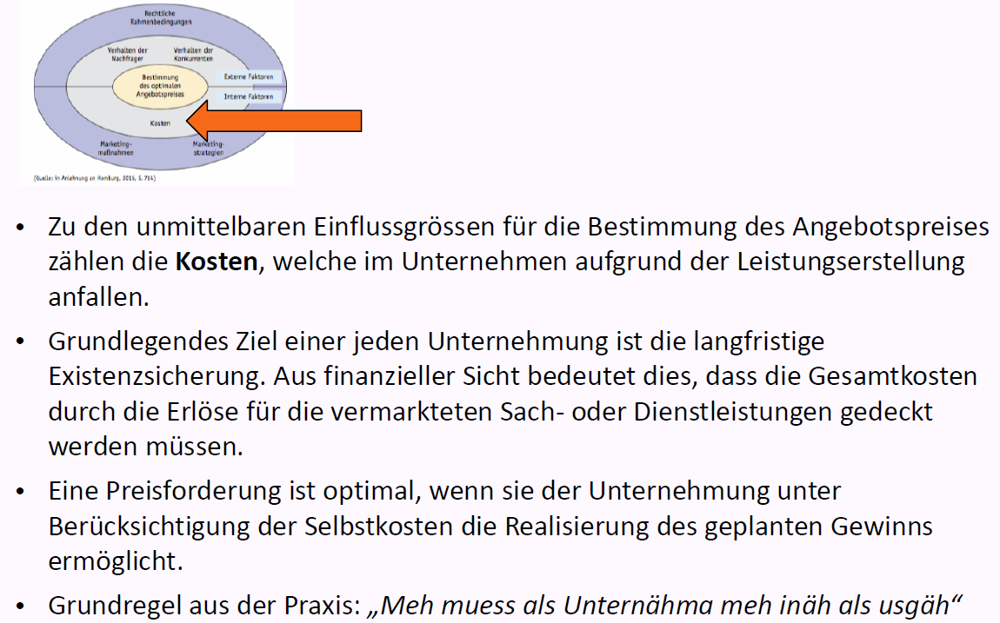 Rechtliche
Rahmenbedingungen
Verhalten der
Nachfrager
Verhalten der
Konkurrenten
Bestimmung
des optimalen
Angebotspreises
Externe Faktoren
Interne Faktoren
Kosten
Marketing-
maßnahmen
Marketing-
strategien
(Quelle: in Anlehnung an Homburg, 2015, S. 714)
• Zu den unmittelbaren Einflussgrössen für die Bestimmung des Angebotspreises
zählen die Kosten, welche im Unternehmen aufgrund der Leistungserstellung
anfallen.
• Grundlegendes Ziel einer jeden Unternehmung ist die langfristige
Existenzsicherung. Aus finanzieller Sicht bedeutet dies, dass die Gesamtkosten
durch die Erlöse für die vermarkteten Sach- oder Dienstleistungen gedeckt
werden müssen.
• Eine Preisforderung ist optimal, wenn sie der Unternehmung unter
Berücksichtigung der Selbstkosten die Realisierung des geplanten Gewinns
ermöglicht.
• Grundregel aus der Praxis: „Meh muess als Unternähma meh inäh als usgäh“